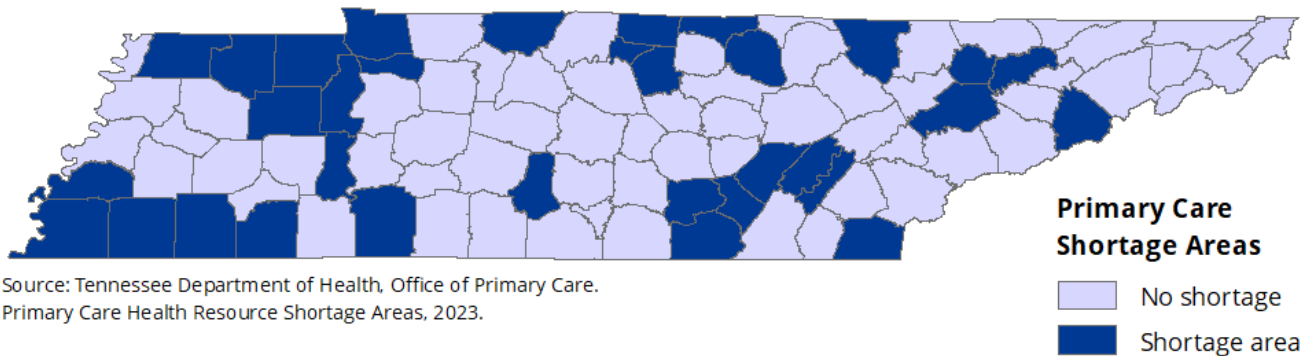 Primary Care
Shortage Areas
No shortage
Shortage area
Source: Tennessee Department of Health, Office of Primary Care.
Primary Care Health Resource Shortage Areas, 2023.